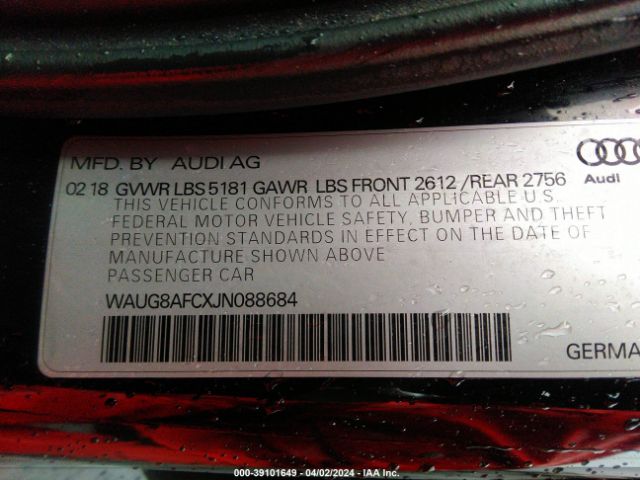 MFD. BY AUDI AG
02 18 GVWR LBS 5181 GAWR LBS FRONT 2612 /REAR 2756
Audi
THIS VEHICLE CONFORMS TO ALL APPLICABLE U.S.
FEDERAL MOTOR VEHICLE SAFETY, BUMPER AND THEFT
PREVENTION STANDARDS IN EFFECT ON THE DATE OF
MANUFACTURE SHOWN ABOVE
PASSENGER CAR
WAUG8AFCXJN088684
GERMA
000-39101649 - 04/02/2024 - IAA Inc.